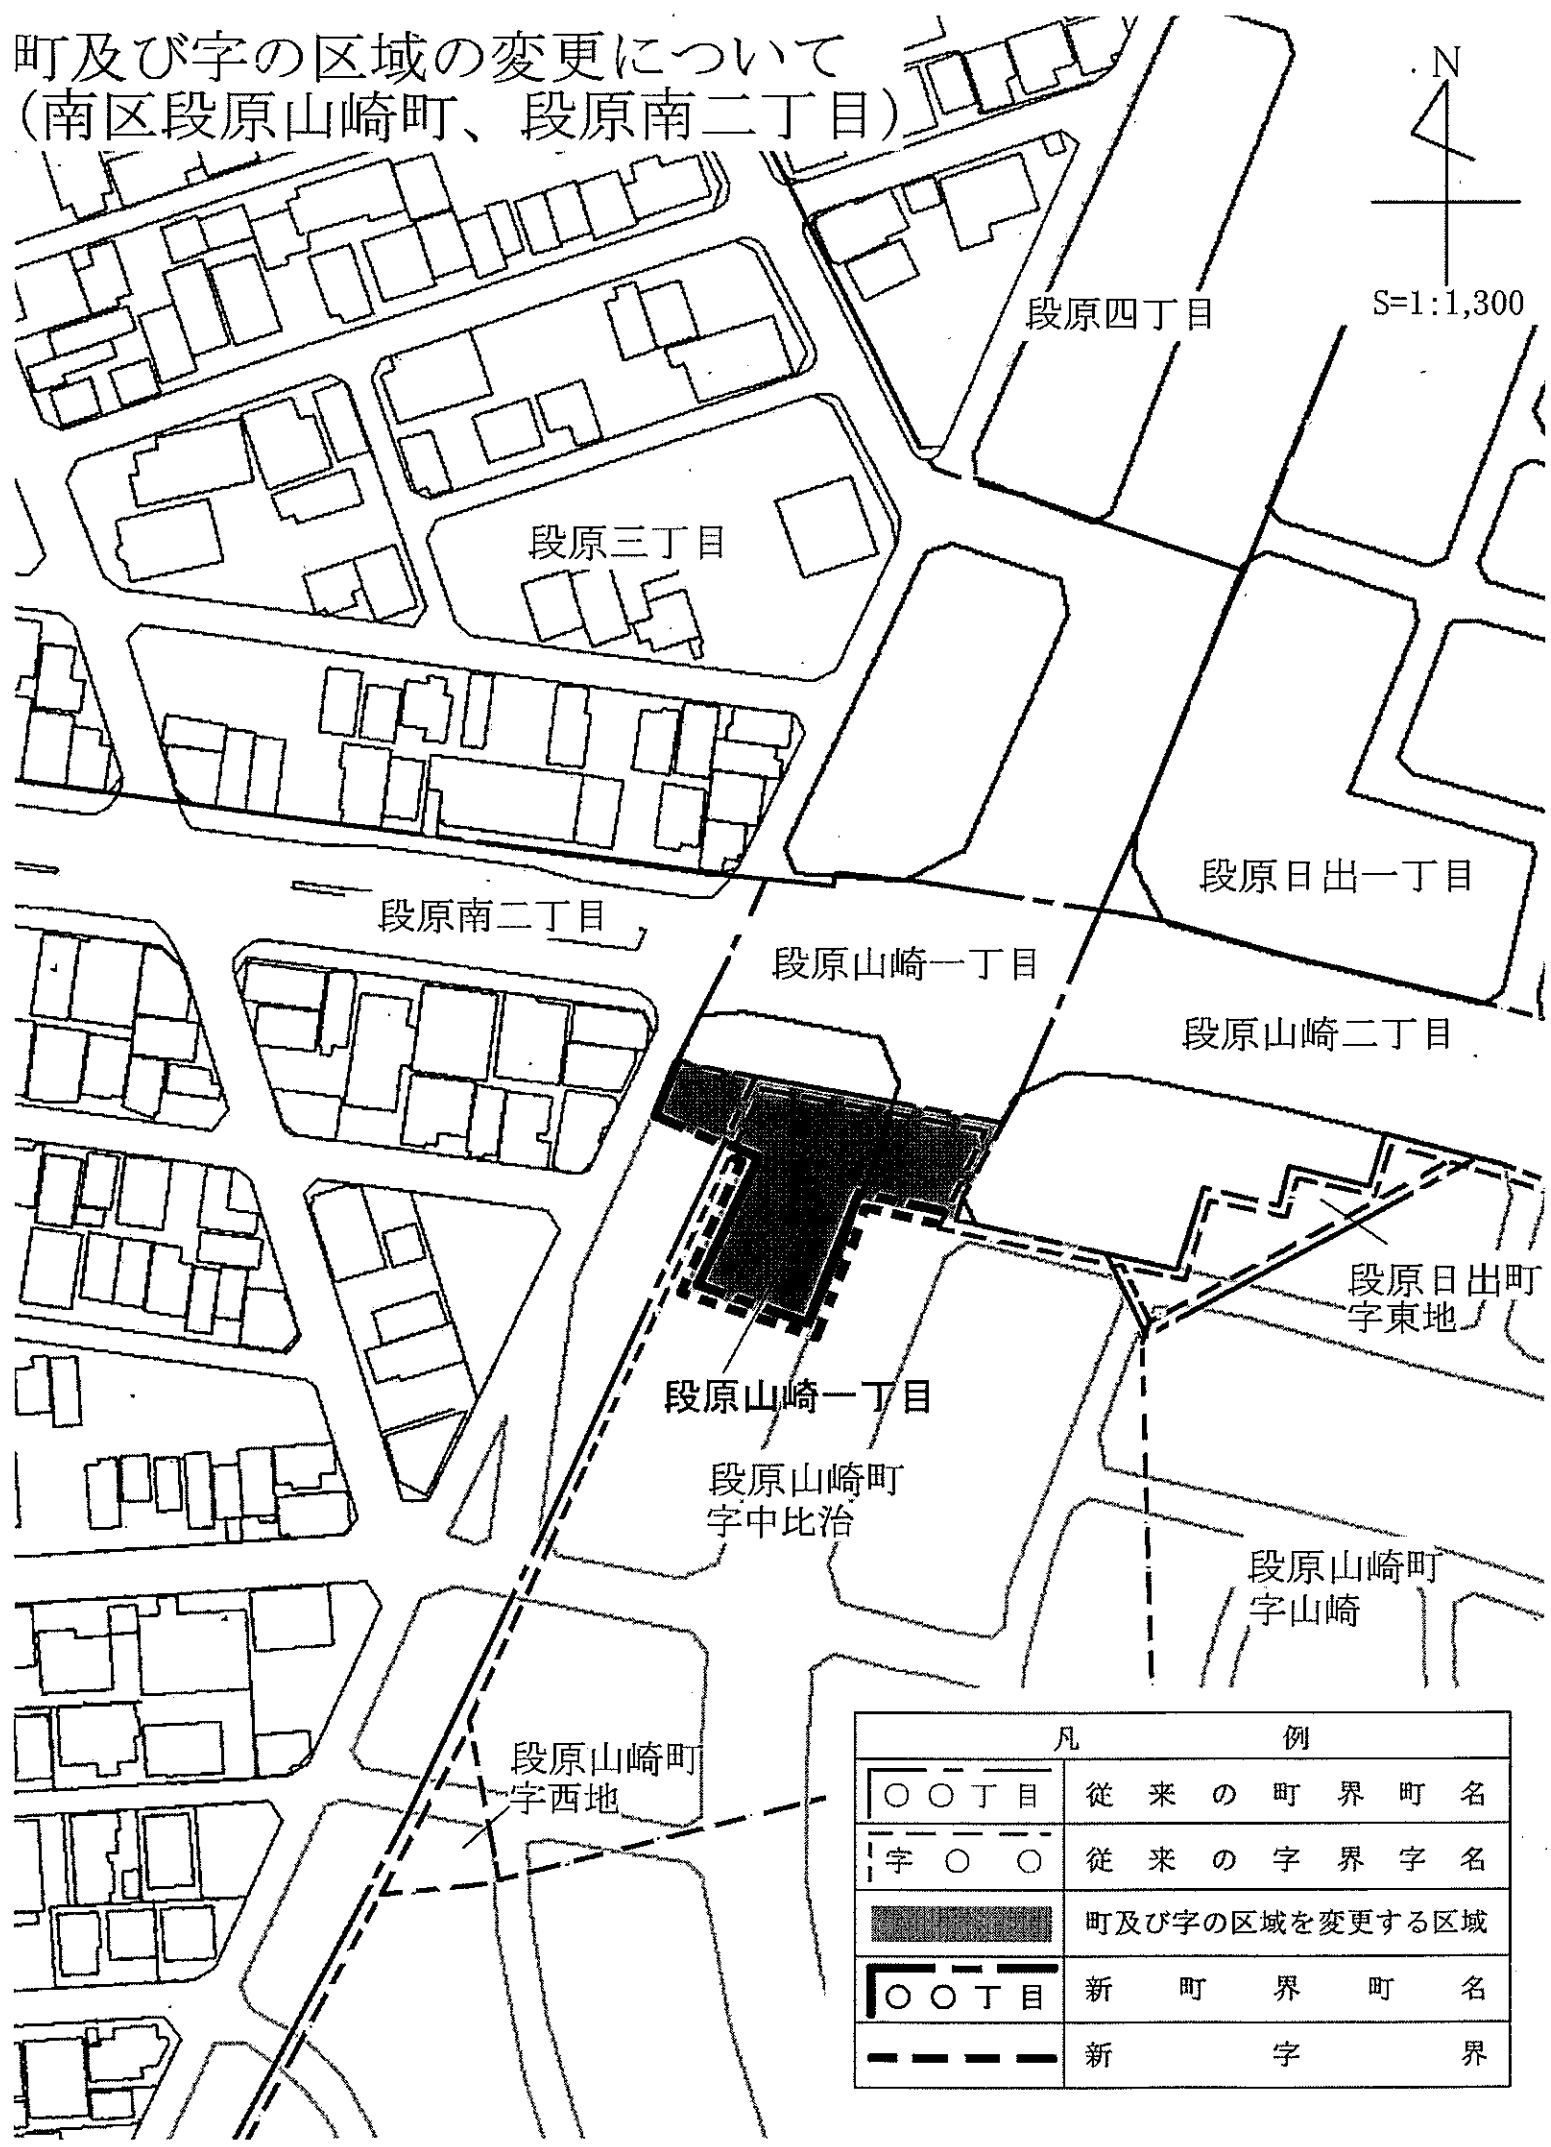 町及び字の区域の変更について
(南区段原山崎町、段原南二丁目)
N
S=1:1,300
段原四丁目
段原三丁目
段原日出一丁目
段原南二丁目
段原山崎一丁目
段原山崎二丁目
段原日出町
字東地
段原山崎一丁目
段原山崎町
字中比治
段原山崎町
字山崎
段原山崎町
字西地
凡例
○○丁目 従来の町界町名
字○○ 従来の字界字名
町及び字の区域を変更する区域
○○丁目 新町界町名
新字界